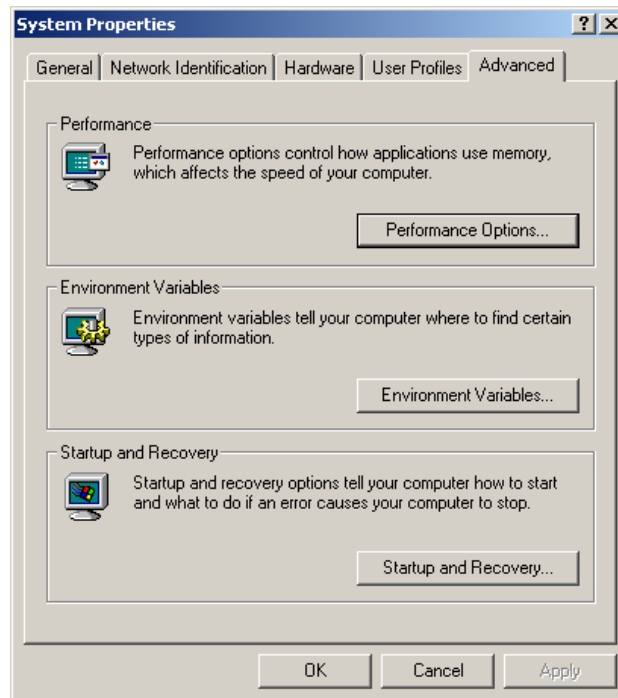 System Properties
General Network Identification Hardware User Profiles Advanced
Performance
Performance options control how applications use memory,
which affects the speed of your computer.
Performance Options...
Environment Variables
Environment variables tell your computer where to find certain
types of information.
Environment Variables...
Startup and Recovery
Startup and recovery options tell your computer how to start
and what to do if an error causes your computer to stop.
Startup and Recovery...
OK Cancel Apply